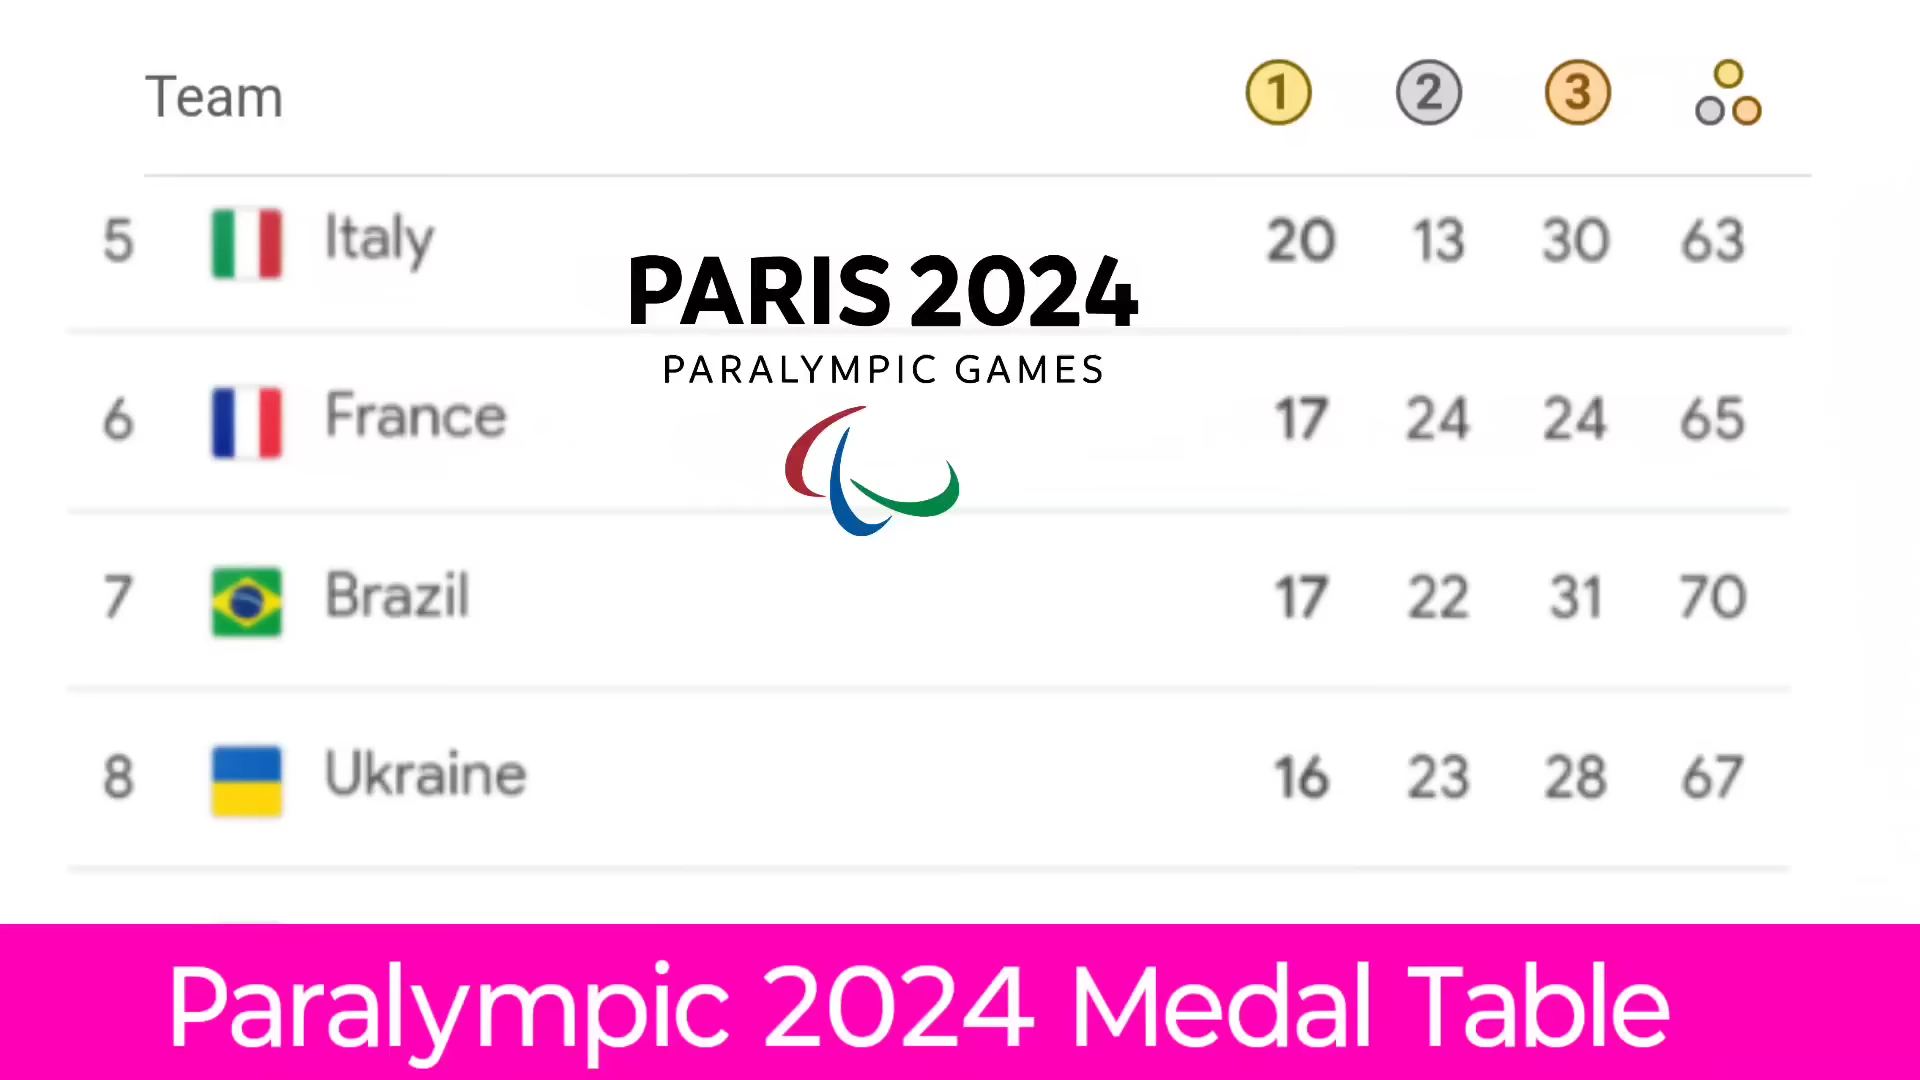 Team 1 2 3
5 Italy 20 13 30 63
PARIS 2024
PARALYMPIC GAMES
6 France 17 24 24 65
7 Brazil 17 22 31 70
8 Ukraine 16 23 28 67
Paralympic 2024 Medal Table